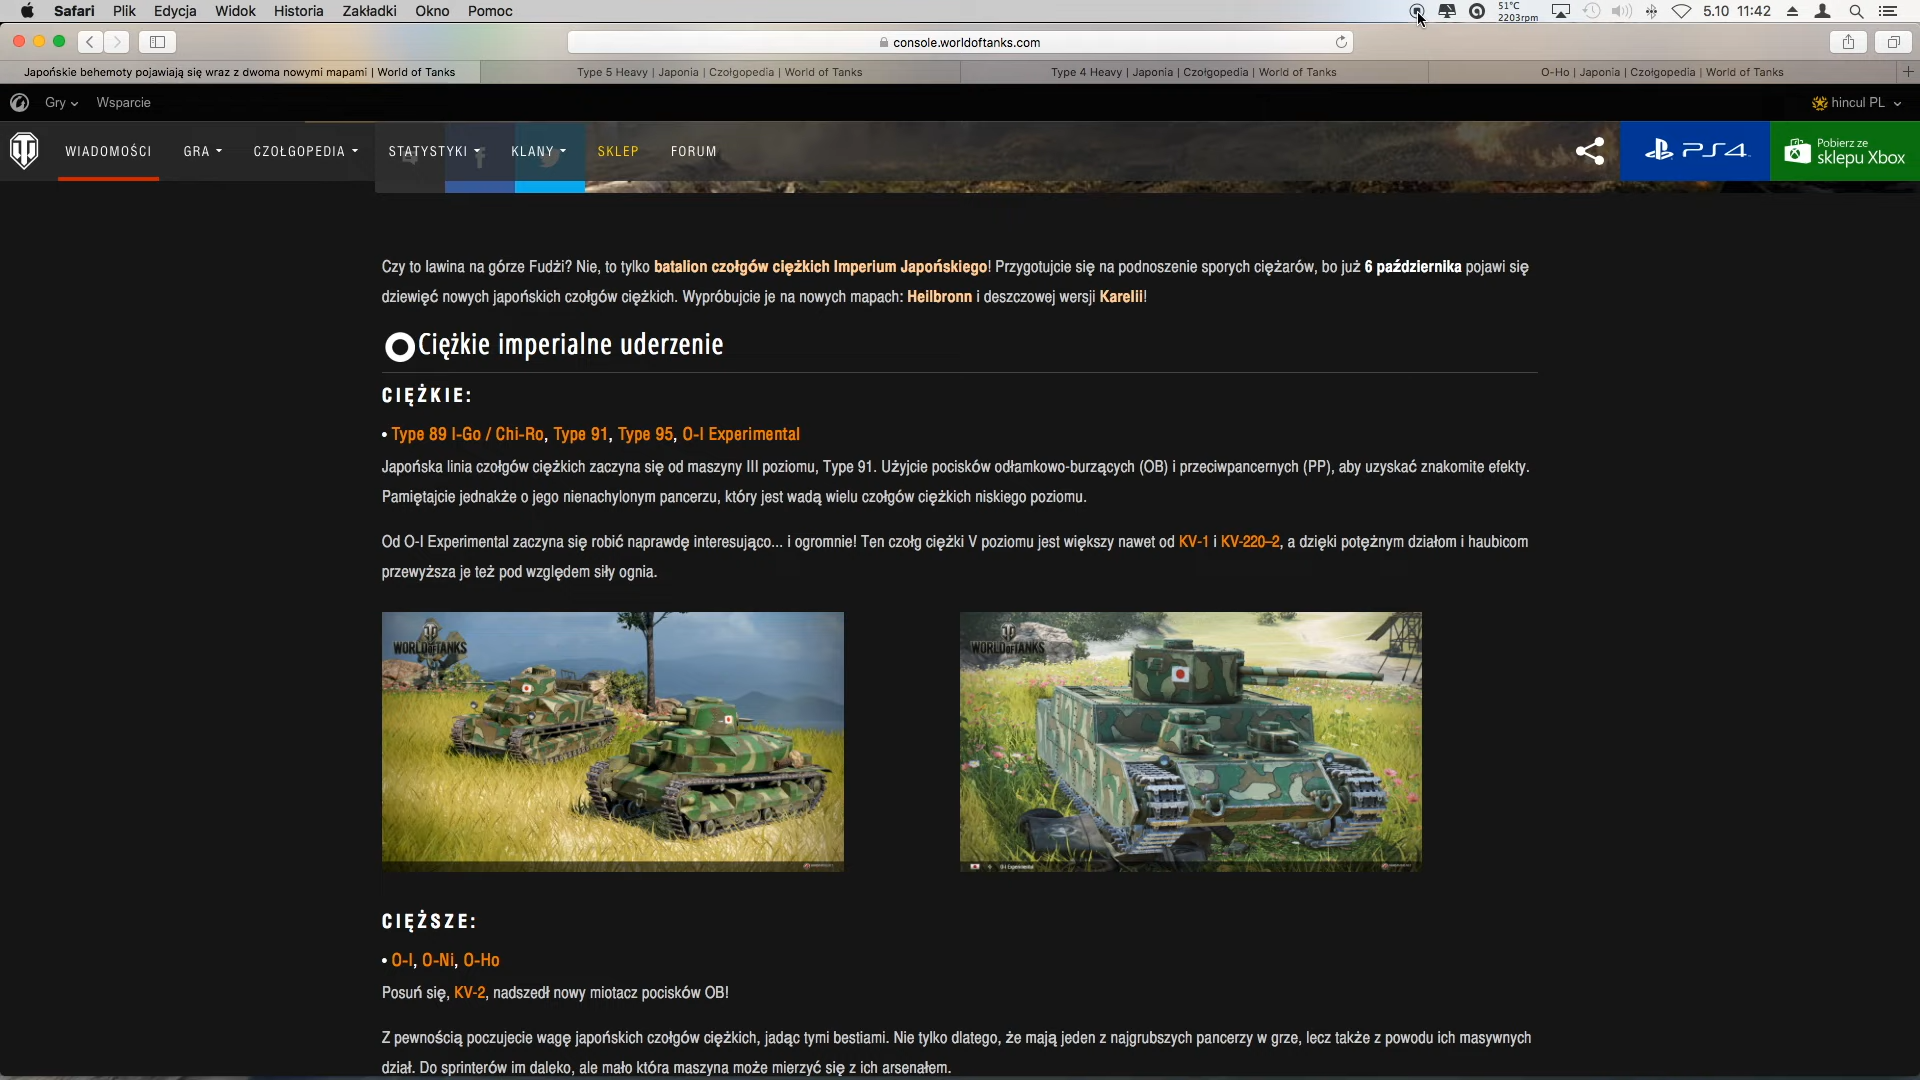 Safari Plik Edycja Widok Historia Zakładki Okno Pomoc
51°C
2203rpm
5.10 11:42
console.worldoftanks.com
Japońskie behemoty pojawiają się wraz z dwoma nowymi mapami | World of Tanks
Type 5 Heavy | Japonia | Czołgopedia | World of Tanks
Type 4 Heavy | Japonia | Czołgopedia | World of Tanks
O-Ho | Japonia | Czołgopedia | World of Tanks
Gry Wsparcie
hincul PL
WIADOMOŚCI GRA CZOŁGOPEDIA STATYSTYKI KLANY SKLEP FORUM
PS4
Pobierz ze
sklepu Xbox
Czy to lawina na górze Fudżi? Nie, to tylko batalion czołgów ciężkich Imperium Japońskiego! Przygotujcie się na podnoszenie sporych ciężarów, bo już 6 października pojawi się
dziewięć nowych japońskich czołgów ciężkich. Wypróbujcie je na nowych mapach: Heilbronn i deszczowej wersji Karelii!
Ciężkie imperialne uderzenie
CIĘŻKIE:
• Type 89 I-Go / Chi-Ro, Type 91, Type 95, O-I Experimental
Japońska linia czołgów ciężkich zaczyna się od maszyny III poziomu, Type 91. Użyjcie pocisków odłamkowo-burzących (OB) i przeciwpancernych (PP), aby uzyskać znakomite efekty.
Pamiętajcie jednakże o jego nienachylonym pancerzu, który jest wadą wielu czołgów ciężkich niskiego poziomu.
Od O-I Experimental zaczyna się robić naprawdę interesująco... i ogromnie! Ten czołg ciężki V poziomu jest większy nawet od KV-1 i KV-220-2, a dzięki potężnym działom i haubicom
przewyższa je też pod względem siły ognia.
WORLD OF TANKS
WORLD OF TANKS
O-I Experimental
CIĘŻSZE:
• O-I, O-Ni, O-Ho
Posuń się, KV-2, nadszedł nowy miotacz pocisków OB!
Z pewnością poczujecie wagę japońskich czołgów ciężkich, jadąc tymi bestiami. Nie tylko dlatego, że mają jeden z najgrubszych pancerzy w grze, lecz także z powodu ich masywnych
dział. Do sprinterów im daleko, ale mało która maszyna może mierzyć się z ich arsenałem.